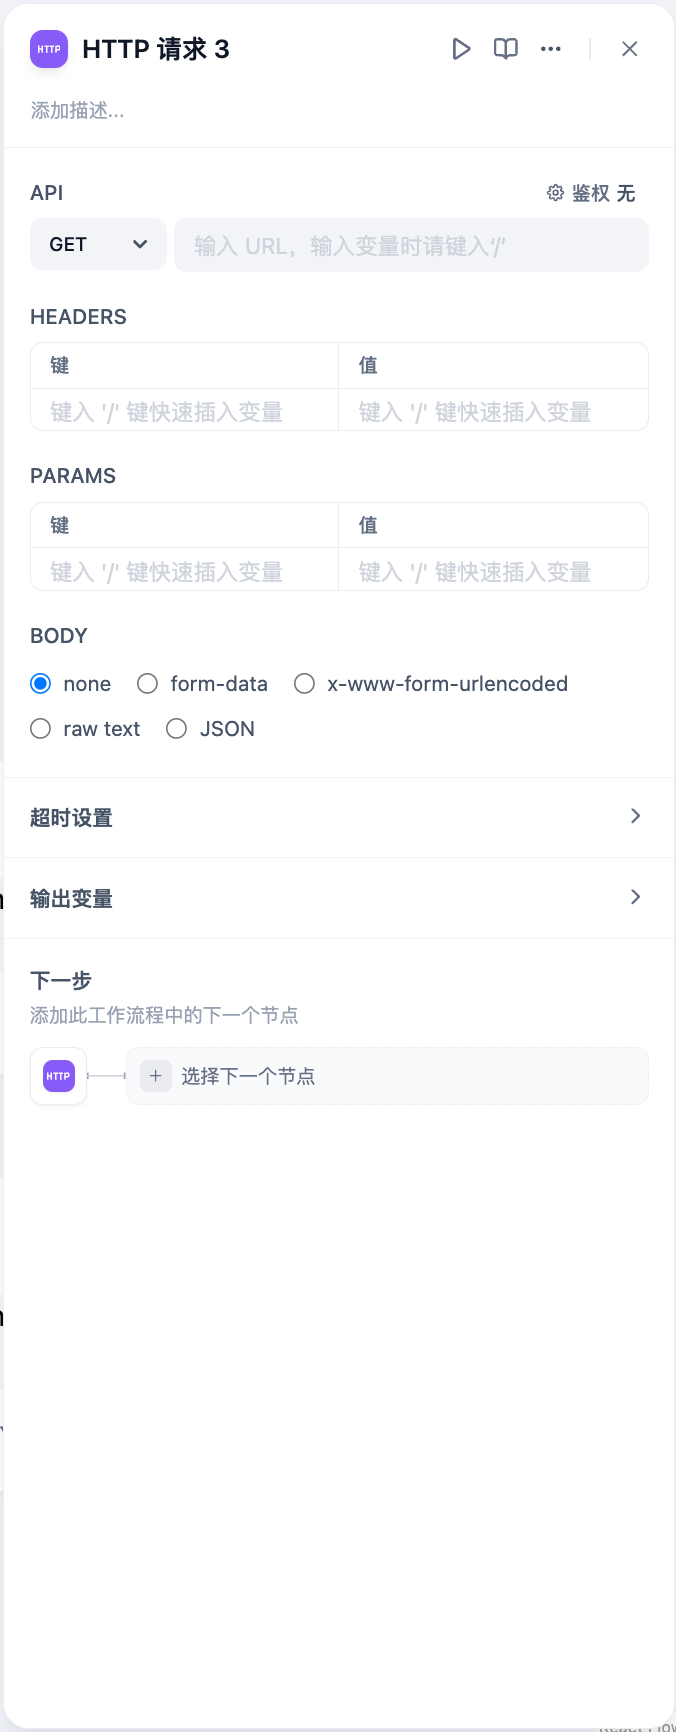 HTTP HTTP 请求 3
添加描述...
API 鉴权 无
GET 输入 URL，输入变量时请键入‘/’
HEADERS
键 值
键入 '/' 键快速插入变量 键入 '/' 键快速插入变量
PARAMS
键 值
键入 '/' 键快速插入变量 键入 '/' 键快速插入变量
BODY
none form-data x-www-form-urlencoded
raw text JSON
超时设置
输出变量
下一步
添加此工作流程中的下一个节点
HTTP + 选择下一个节点